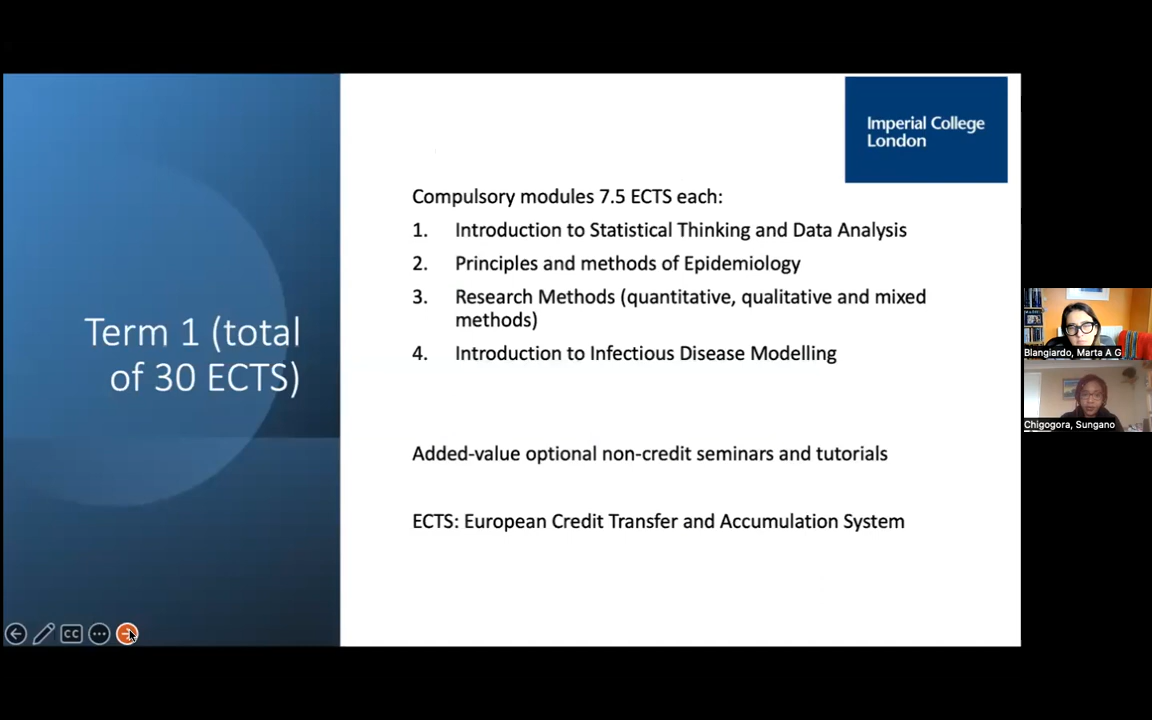 Imperial College
London
Compulsory modules 7.5 ECTS each:
1. Introduction to Statistical Thinking and Data Analysis
2. Principles and methods of Epidemiology
3. Research Methods (quantitative, qualitative and mixed
methods)
4. Introduction to Infectious Disease Modelling
Term 1 (total
of 30 ECTS)
Added-value optional non-credit seminars and tutorials
ECTS: European Credit Transfer and Accumulation System
Blangiardo, Marta A G
Chigogora, Sungano
CC